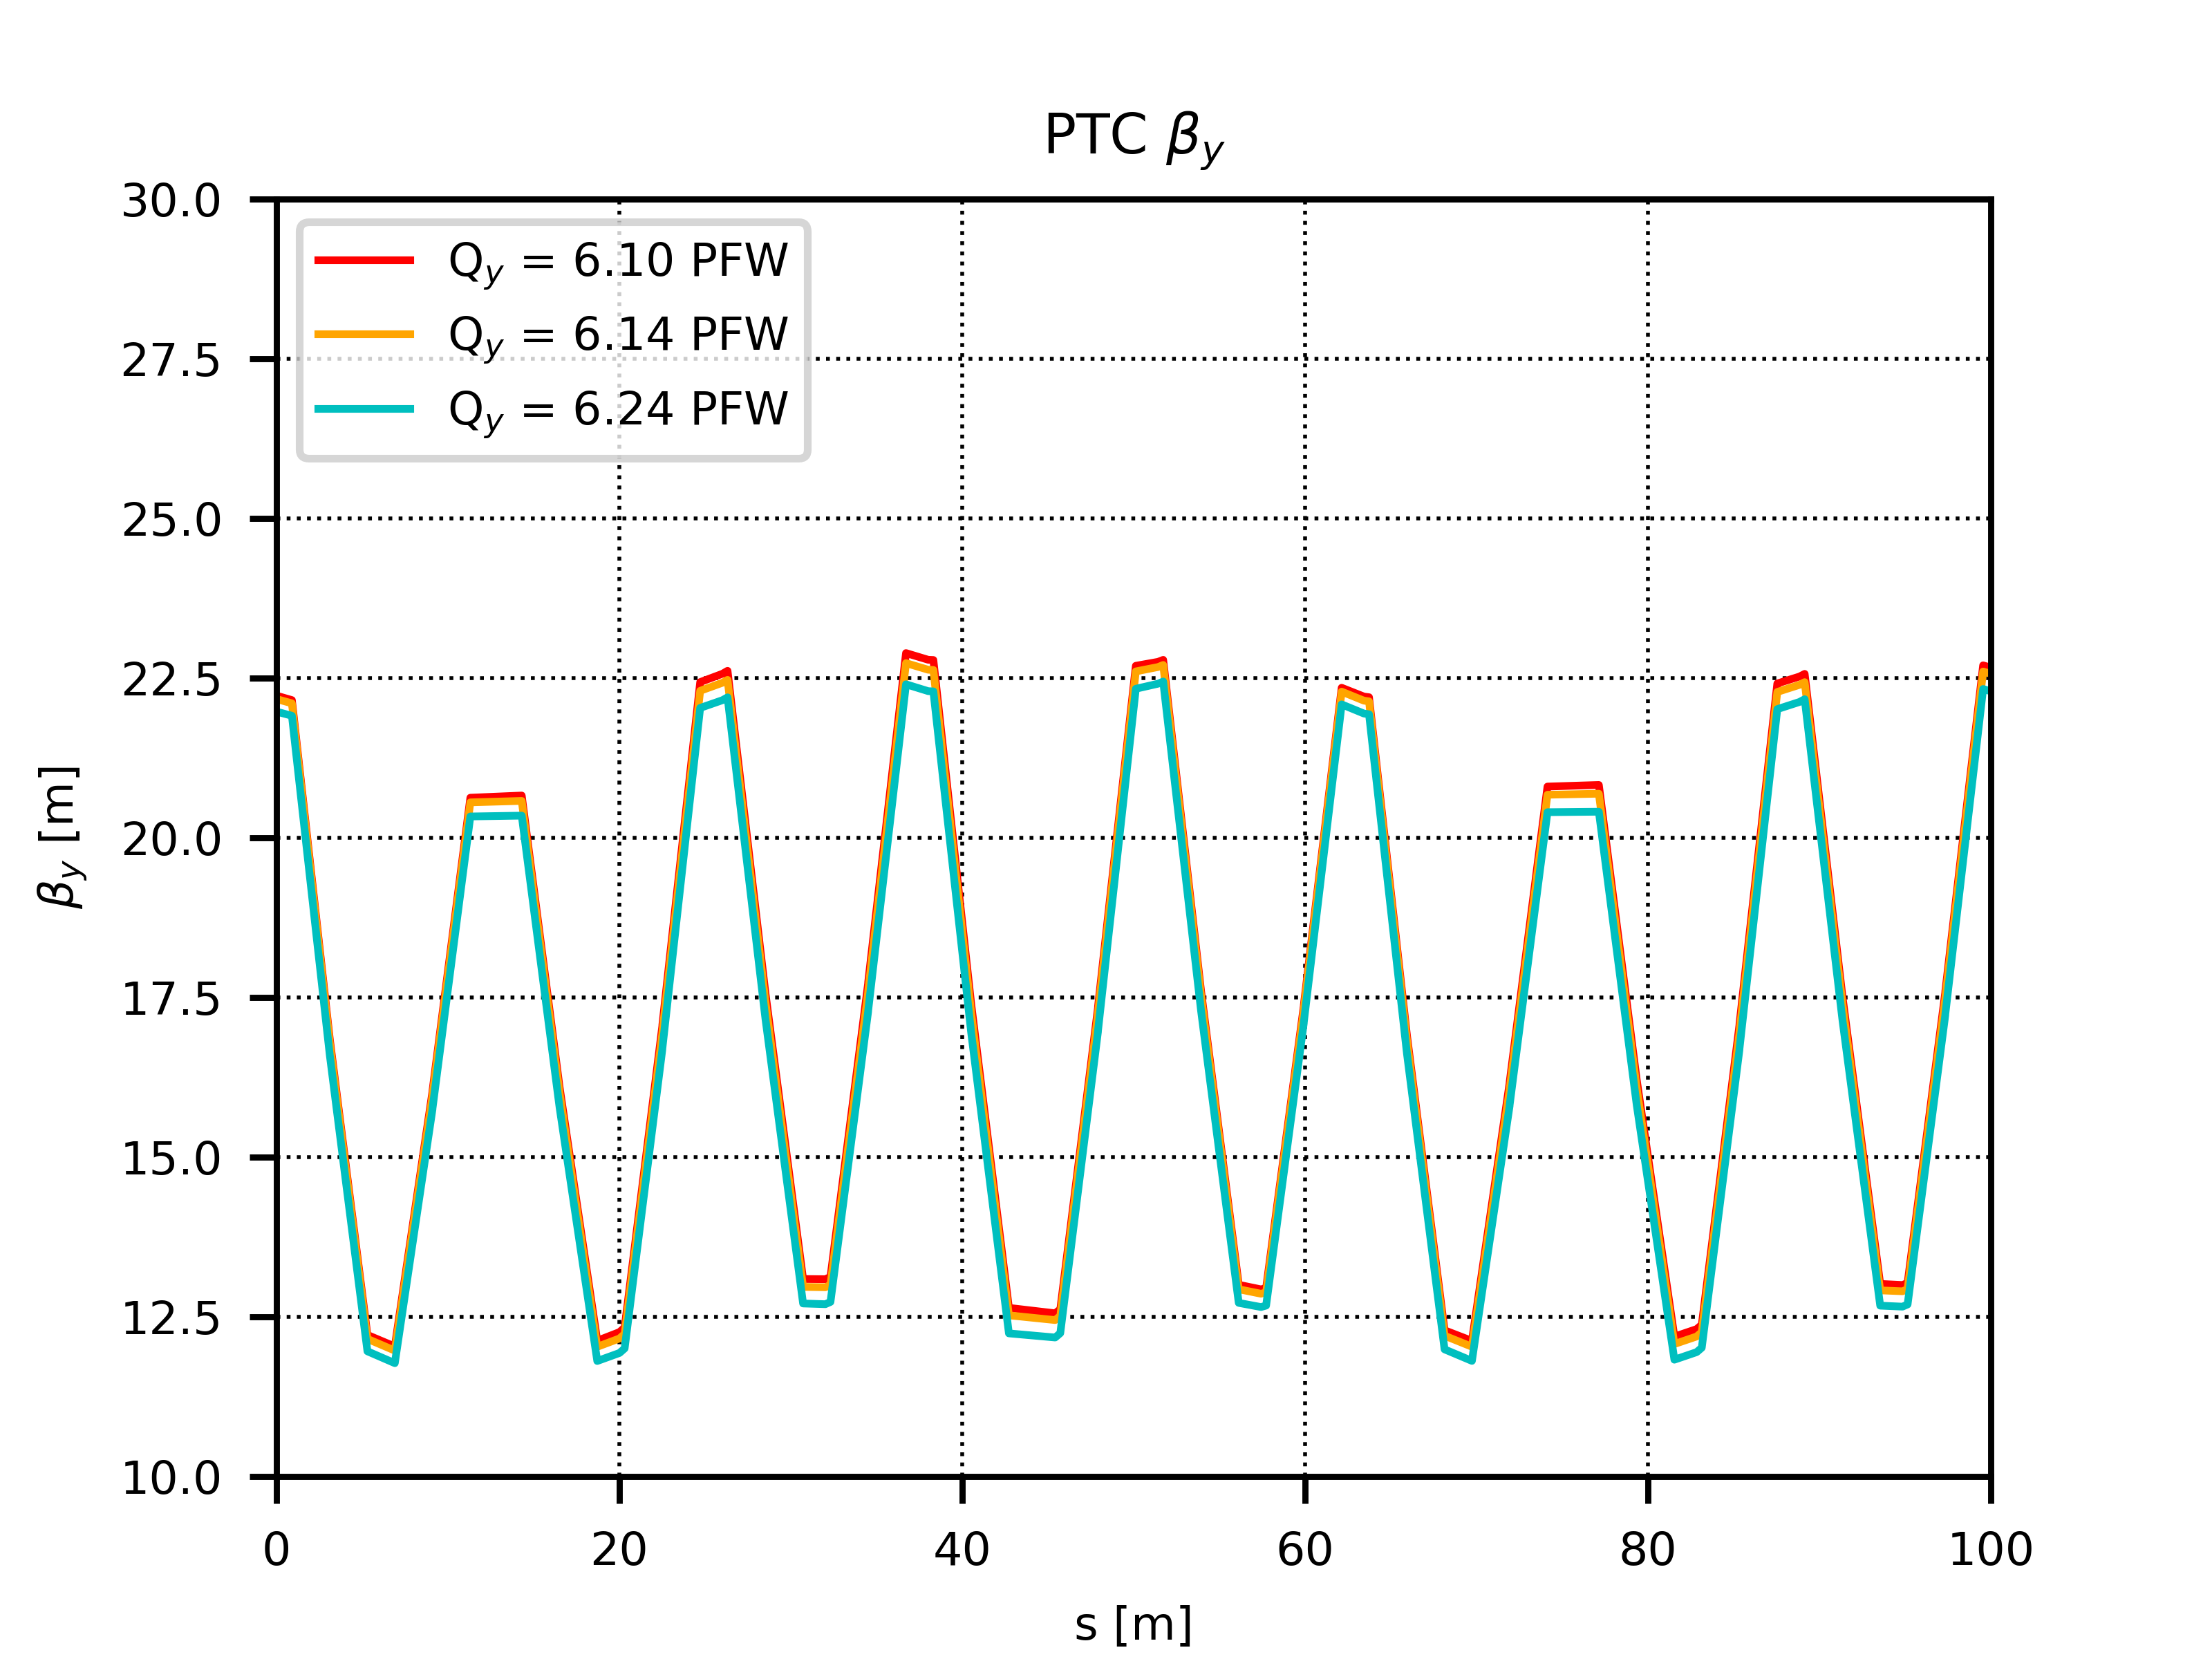 PTC βy
30.0
27.5
25.0
22.5
20.0
17.5
15.0
12.5
10.0
βy [m]
Qy = 6.10 PFW
Qy = 6.14 PFW
Qy = 6.24 PFW
0 20 40 60 80 100
s [m]